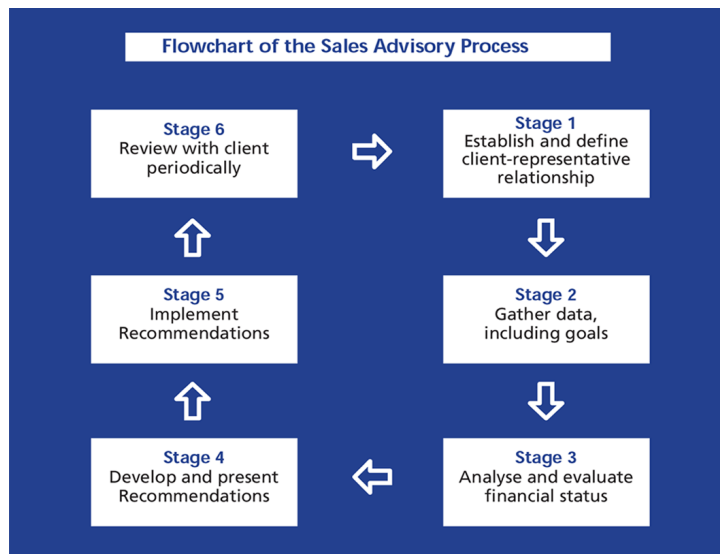 Flowchart of the Sales Advisory Process
Stage 6
Review with client
periodically
Stage 1
Establish and define
client-representative
relationship
Stage 5
Implement
Recommendations
Stage 2
Gather data,
including goals
Stage 4
Develop and present
Recommendations
Stage 3
Analyse and evaluate
financial status